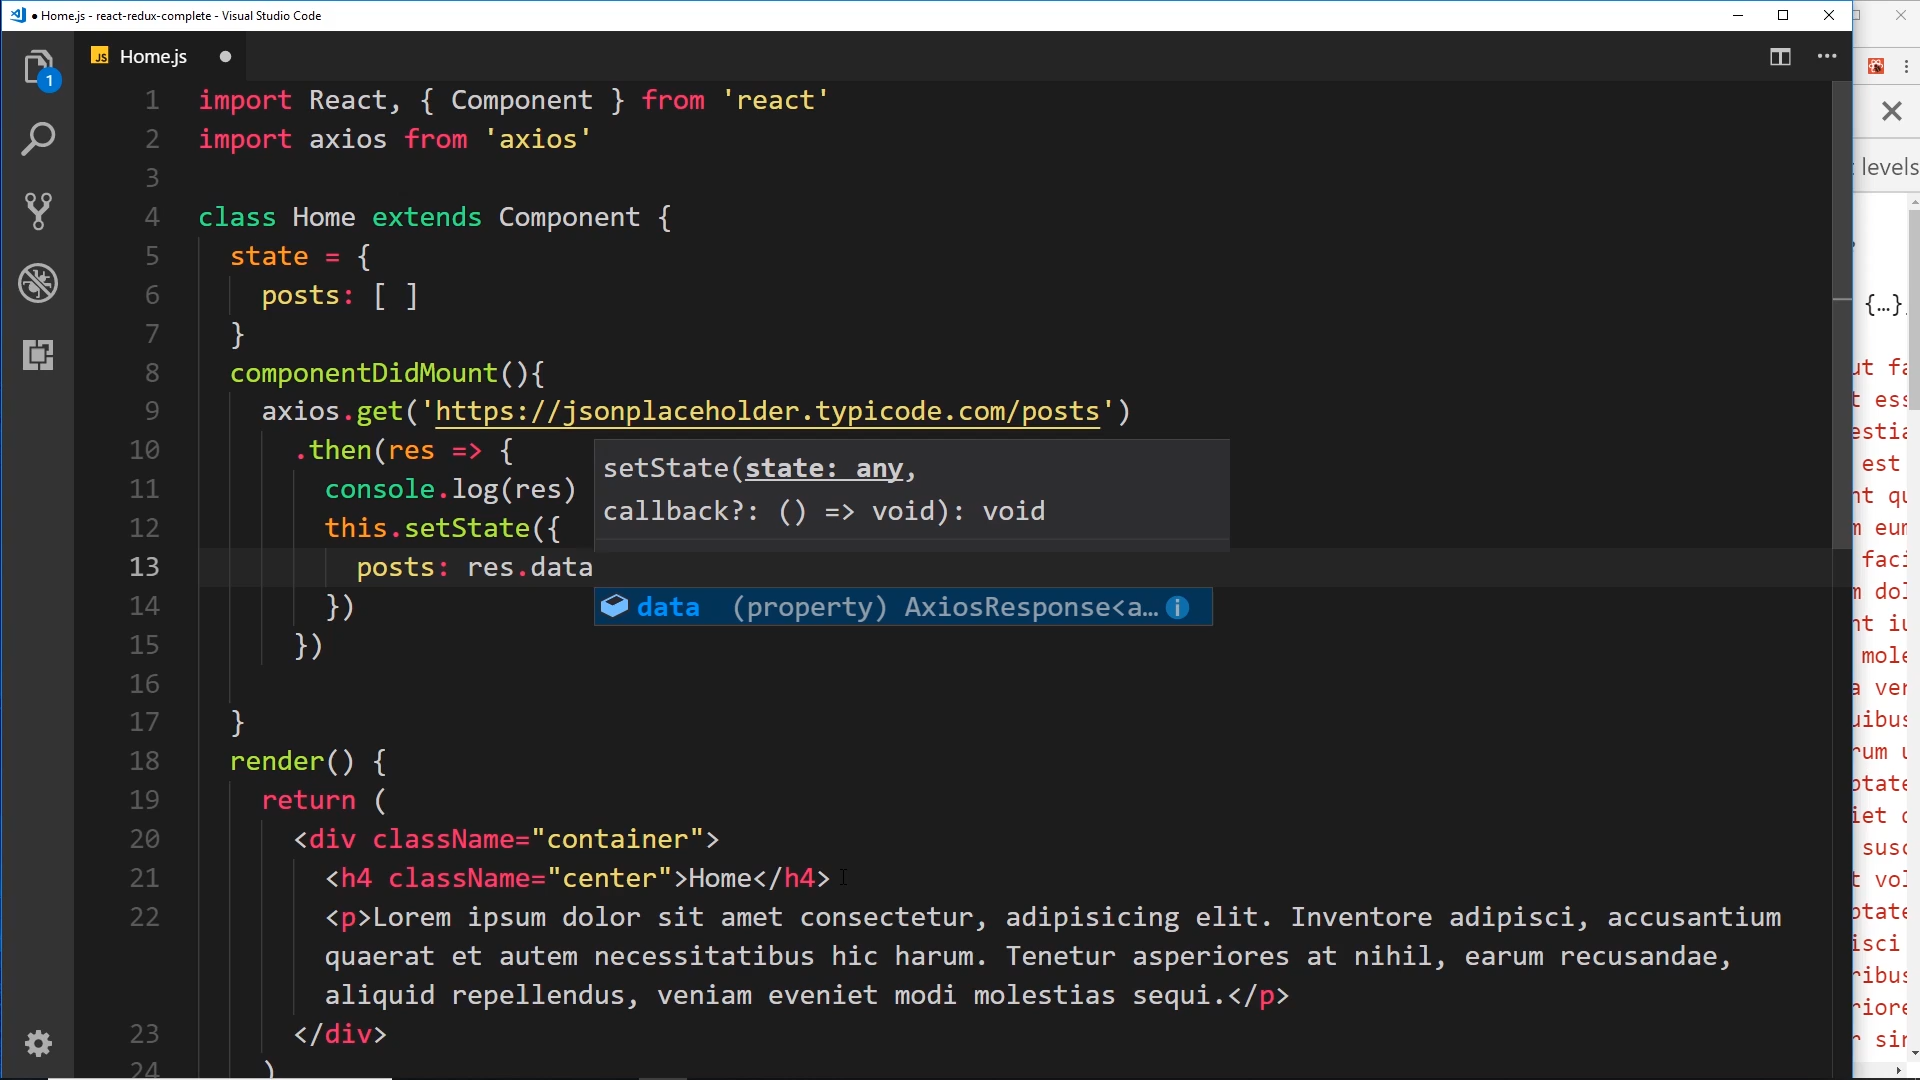 ● Home.js - react-redux-complete - Visual Studio Code
JS Home.js ●
1
1 import React, { Component } from 'react'
2 import axios from 'axios'
3
4 class Home extends Component {
5 state = {
6 posts: [ ]
7 }
8 componentDidMount(){
9 axios.get('https://jsonplaceholder.typicode.com/posts')
10 .then(res => {
11 console.log(res)
12 this.setState({
13 posts: res.data
14 })
15 })
16
17 }
18 render() {
19 return (
20 <div className="container">
21 <h4 className="center">Home</h4>
22 <p>Lorem ipsum dolor sit amet consectetur, adipisicing elit. Inventore adipisci, accusantium
quaerat et autem necessitatibus hic harum. Tenetur asperiores at nihil, earum recusandae,
aliquid repellendus, veniam eveniet modi molestias sequi.</p>
23 </div>
24 )
setState(state: any,
callback?: () => void): void
data (property) AxiosResponse<a…
levels
{…},
est